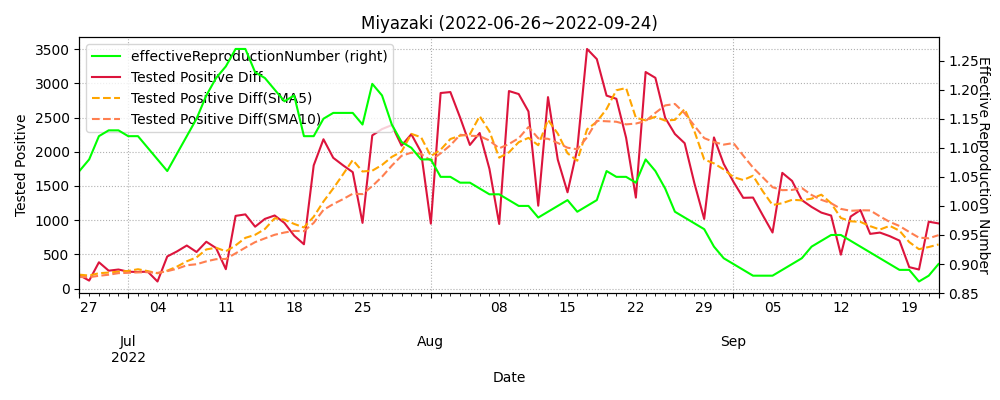 Miyazaki (2022-06-26~2022-09-24)
effectiveReproductionNumber (right)
Tested Positive Diff
Tested Positive Diff(SMA5)
Tested Positive Diff(SMA10)
Tested Positive
3500
3000
2500
2000
1500
1000
500
0
1.25
1.20
1.15
1.10
1.05
1.00
0.95
0.90
0.85
Effective Reproduction Number
27 04 11 18 25 08 15 22 29 05 12 19
Jul Aug Sep
2022
Date